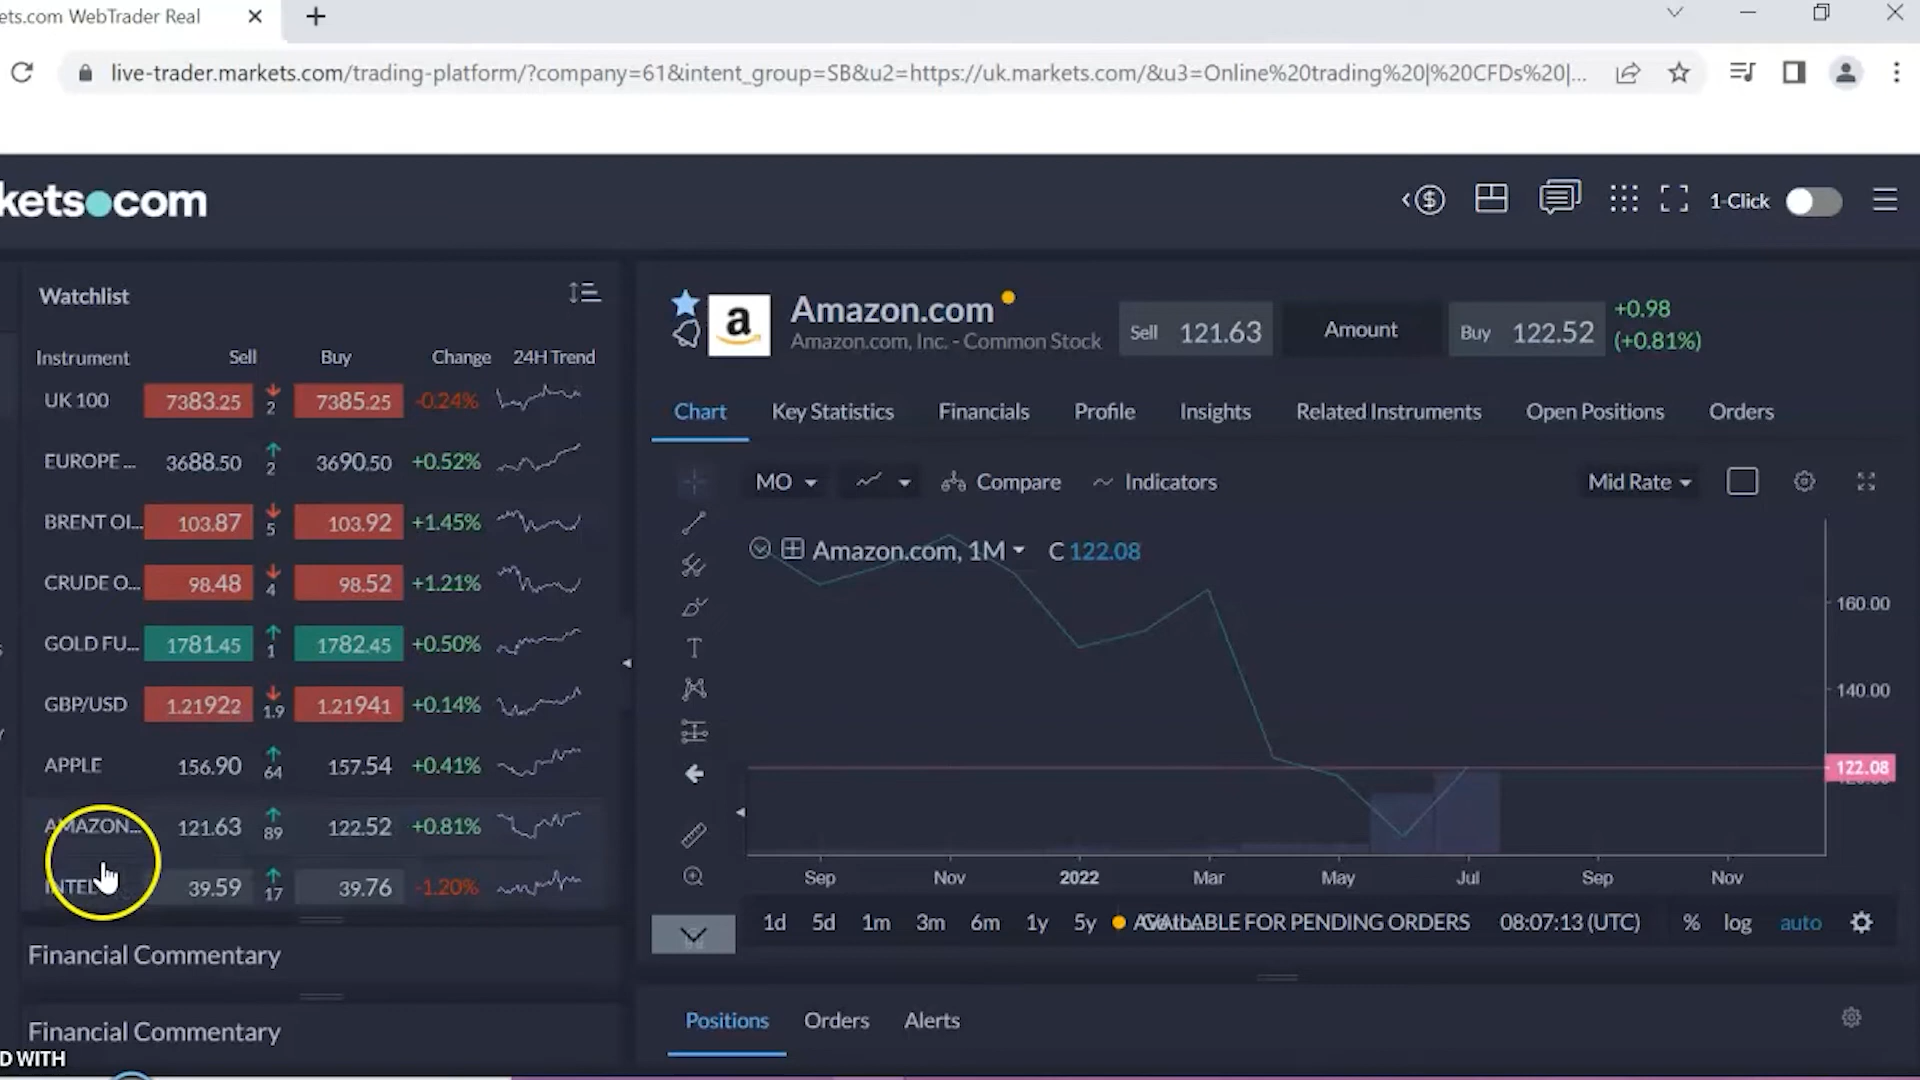 ets.com WebTrader Real
live-trader.markets.com/trading-platform/?company=61&intent_group=SB&u2=https://uk.markets.com/&u3=Online%20trading%20|%20CFDs%20|...
kets.com
1-Click
Watchlist
Instrument Sell Buy Change 24H Trend
UK 100 7383.25 2 7385.25 -0.24%
EUROPE ... 3688.50 2 3690.50 +0.52%
BRENT OI... 103.87 5 103.92 +1.45%
CRUDE O... 98.48 4 98.52 +1.21%
GOLD FU... 1781.45 1 1782.45 +0.50%
GBP/USD 1.21922 1.9 1.21941 +0.14%
APPLE 156.90 64 157.54 +0.41%
AMAZON... 121.63 89 122.52 +0.81%
INTEL 39.59 17 39.76 -1.20%
Financial Commentary
Financial Commentary
D WITH
a
Amazon.com
Amazon.com, Inc. - Common Stock
Sell 121.63 Amount Buy 122.52
+0.98
(+0.81%)
Chart Key Statistics Financials Profile Insights Related Instruments Open Positions Orders
MO Compare Indicators Mid Rate
Amazon.com, 1M C 122.08
T
160.00
140.00
122.08
Sep Nov 2022 Mar May Jul Sep Nov
1d 5d 1m 3m 6m 1y 5y AVAILABLE FOR PENDING ORDERS 08:07:13 (UTC) % log auto
Positions Orders Alerts